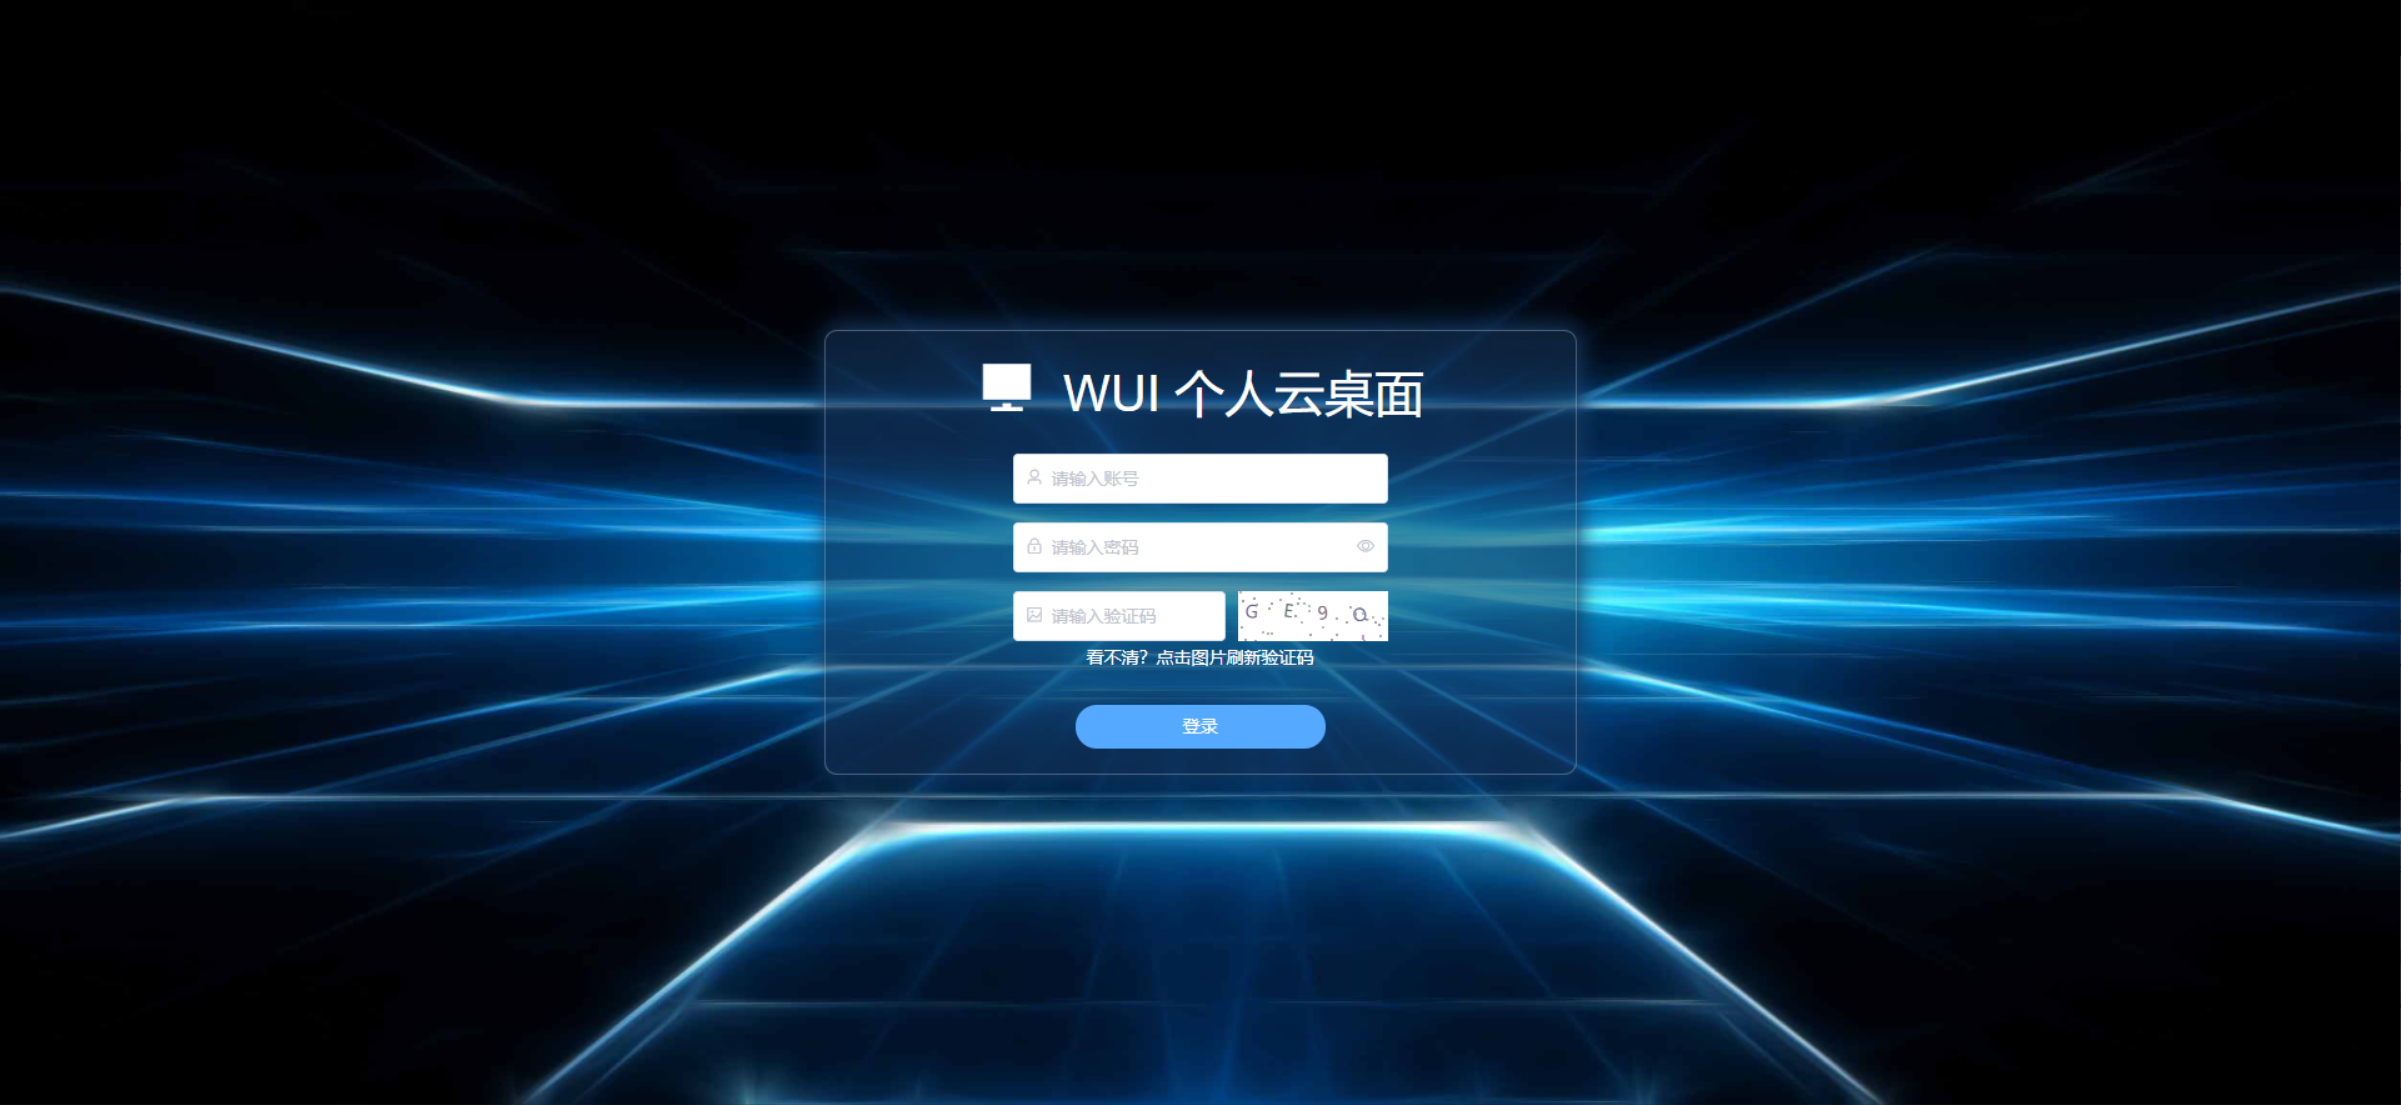 WUI 个人云桌面
请输入账号
请输入密码
请输入验证码
G E 9 Q
看不清？点击图片刷新验证码
登录